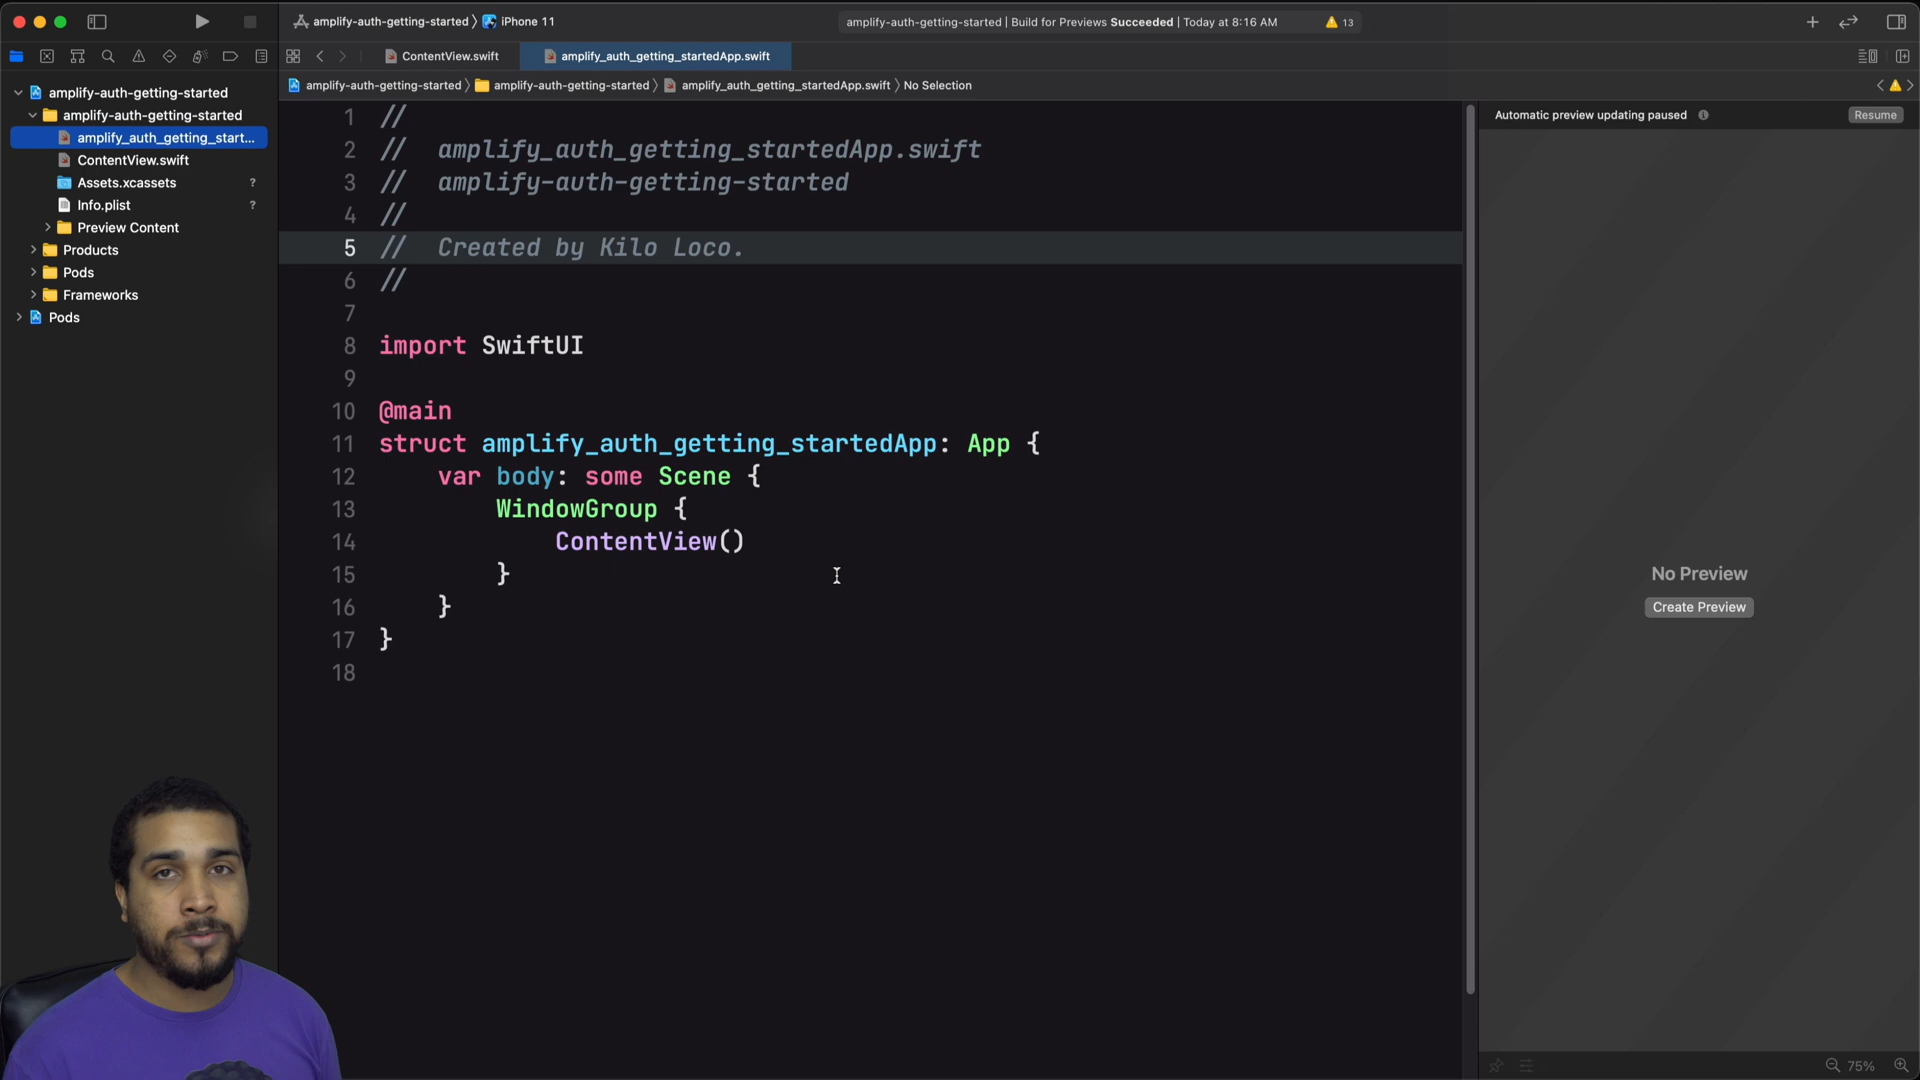 amplify-auth-getting-started 〉 iPhone 11
amplify-auth-getting-started | Build for Previews Succeeded | Today at 8:16 AM
13
ContentView.swift
amplify_auth_getting_startedApp.swift
amplify-auth-getting-started 〉 amplify-auth-getting-started 〉 amplify_auth_getting_startedApp.swift 〉 No Selection
amplify-auth-getting-started
amplify-auth-getting-started
amplify_auth_getting_start...
ContentView.swift
Assets.xcassets ?
Info.plist ?
Preview Content
Products
Pods
Frameworks
Pods
1 //
2 // amplify_auth_getting_startedApp.swift
3 // amplify-auth-getting-started
4 //
5 // Created by Kilo Loco.
6 //
7
8 import SwiftUI
9
10 @main
11 struct amplify_auth_getting_startedApp: App {
12 var body: some Scene {
13 WindowGroup {
14 ContentView()
15 }
16 }
17 }
18
Automatic preview updating paused
Resume
No Preview
Create Preview
75%